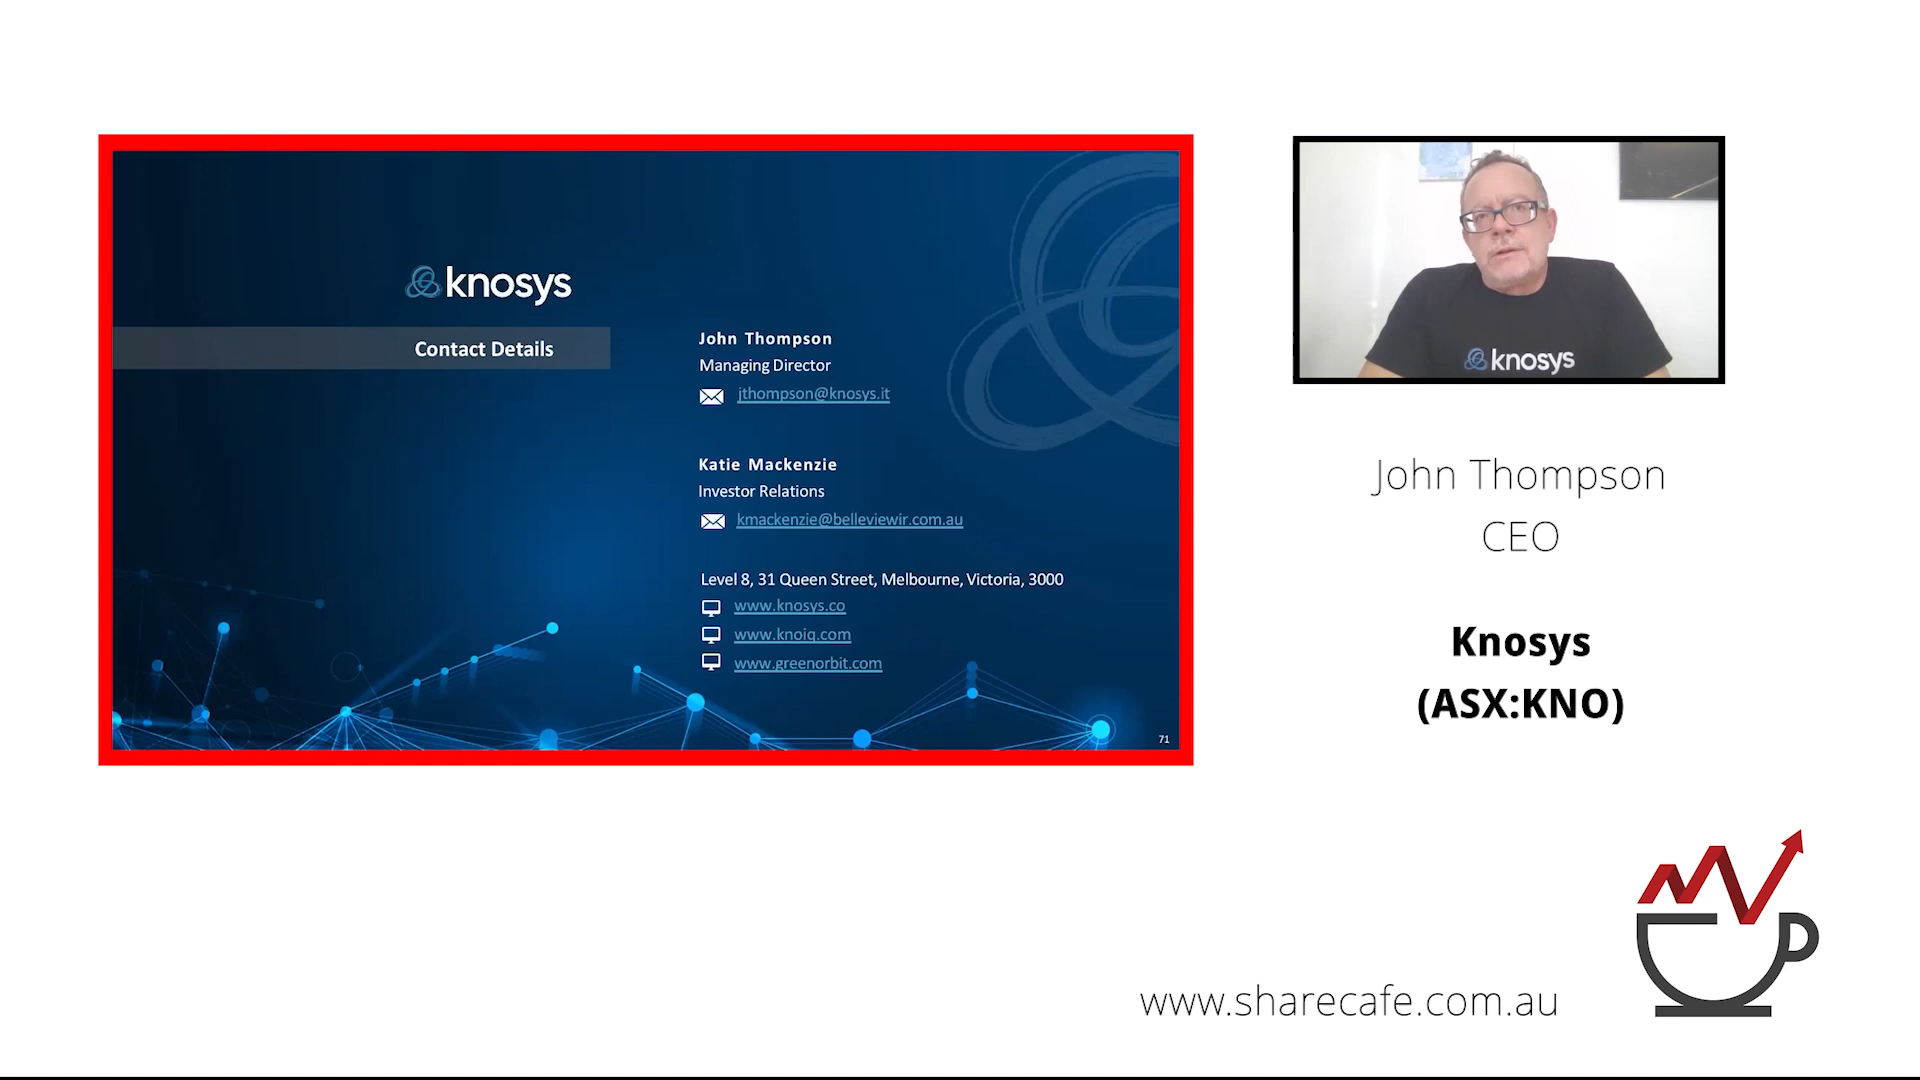 knosys
Contact Details
John Thompson
Managing Director
jthompson@knosys.it
Katie Mackenzie
Investor Relations
kmackenzie@belleviewir.com.au
Level 8, 31 Queen Street, Melbourne, Victoria, 3000
www.knosys.co
www.knoiq.com
www.greenorbit.com
71
knosys
John Thompson
CEO
Knosys
(ASX:KNO)
www.sharecafe.com.au